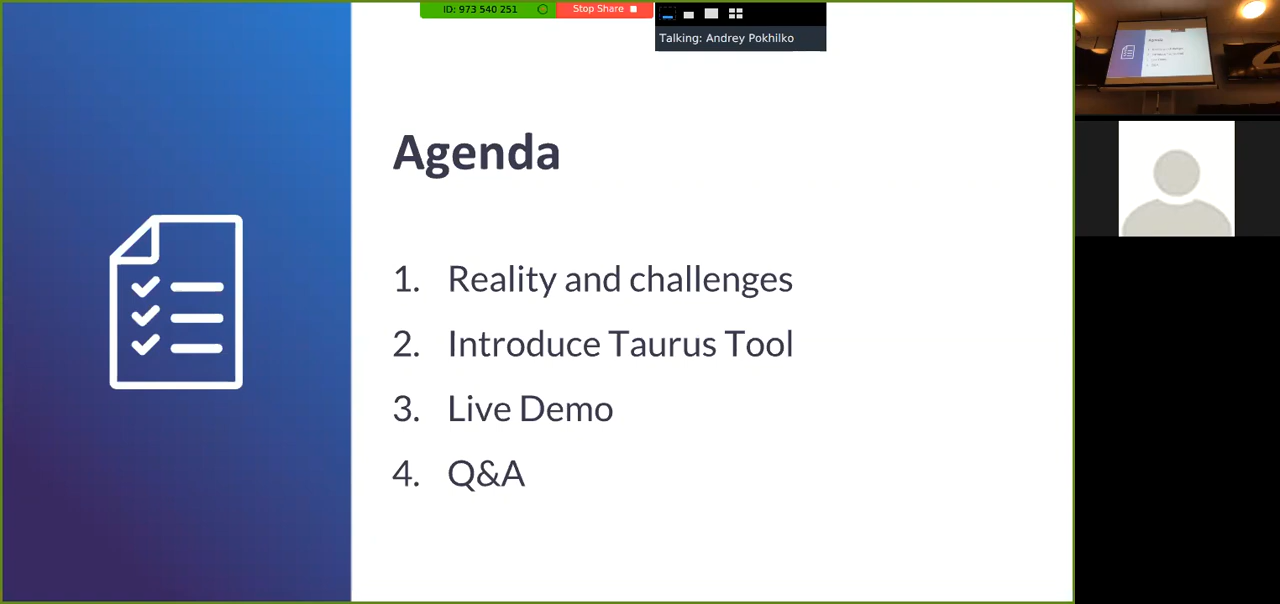 ID: 973 540 251
Stop Share
Talking: Andrey Pokhilko
Agenda
1. Reality and challenges
2. Introduce Taurus Tool
3. Live Demo
4. Q&A
Agenda